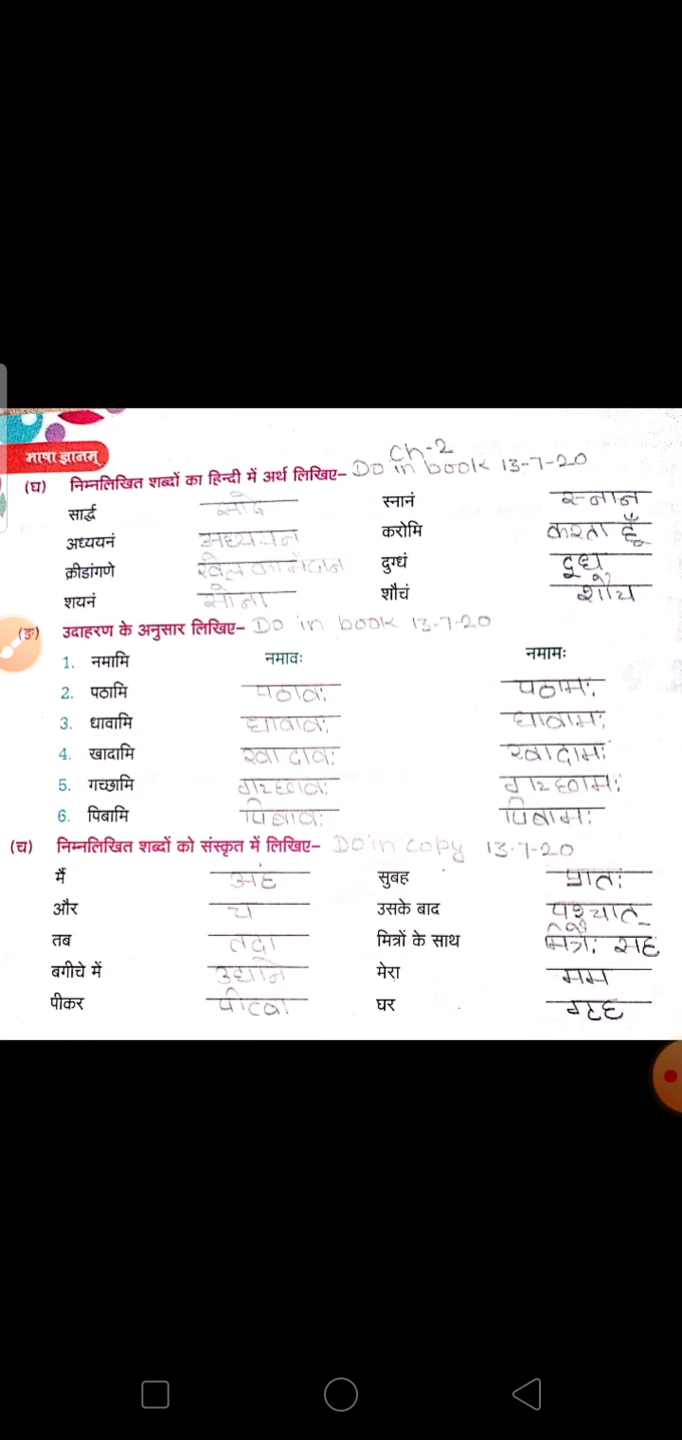 भाषा ज्ञानम्
Ch-2
(घ) निम्नलिखित शब्दों का हिन्दी में अर्थ लिखिए– Do in book 13-7-20
सार्द्ध स्नानं स्नान
अध्ययनं अध्ययन करोमि करता हूँ
क्रीडांगणे खेल का मैदान दुग्धं दूध
शयनं सोना शौचं शौच
(ङ) उदाहरण के अनुसार लिखिए– Do in book 13-7-20
1. नमामि नमावः नमामः
2. पठामि पठावः पठामः
3. धावामि धावावः धावामः
4. खादामि खादावः खादामः
5. गच्छामि गच्छावः गच्छामः
6. पिबामि पिबावः पिबामः
(च) निम्नलिखित शब्दों को संस्कृत में लिखिए– Do in copy 13-7-20
मैं अहं सुबह प्रातः
और च उसके बाद पश्चात्
तब तदा मित्रों के साथ मित्रैः सह
बगीचे में उद्याने मेरा मम
पीकर पीत्वा घर गृह